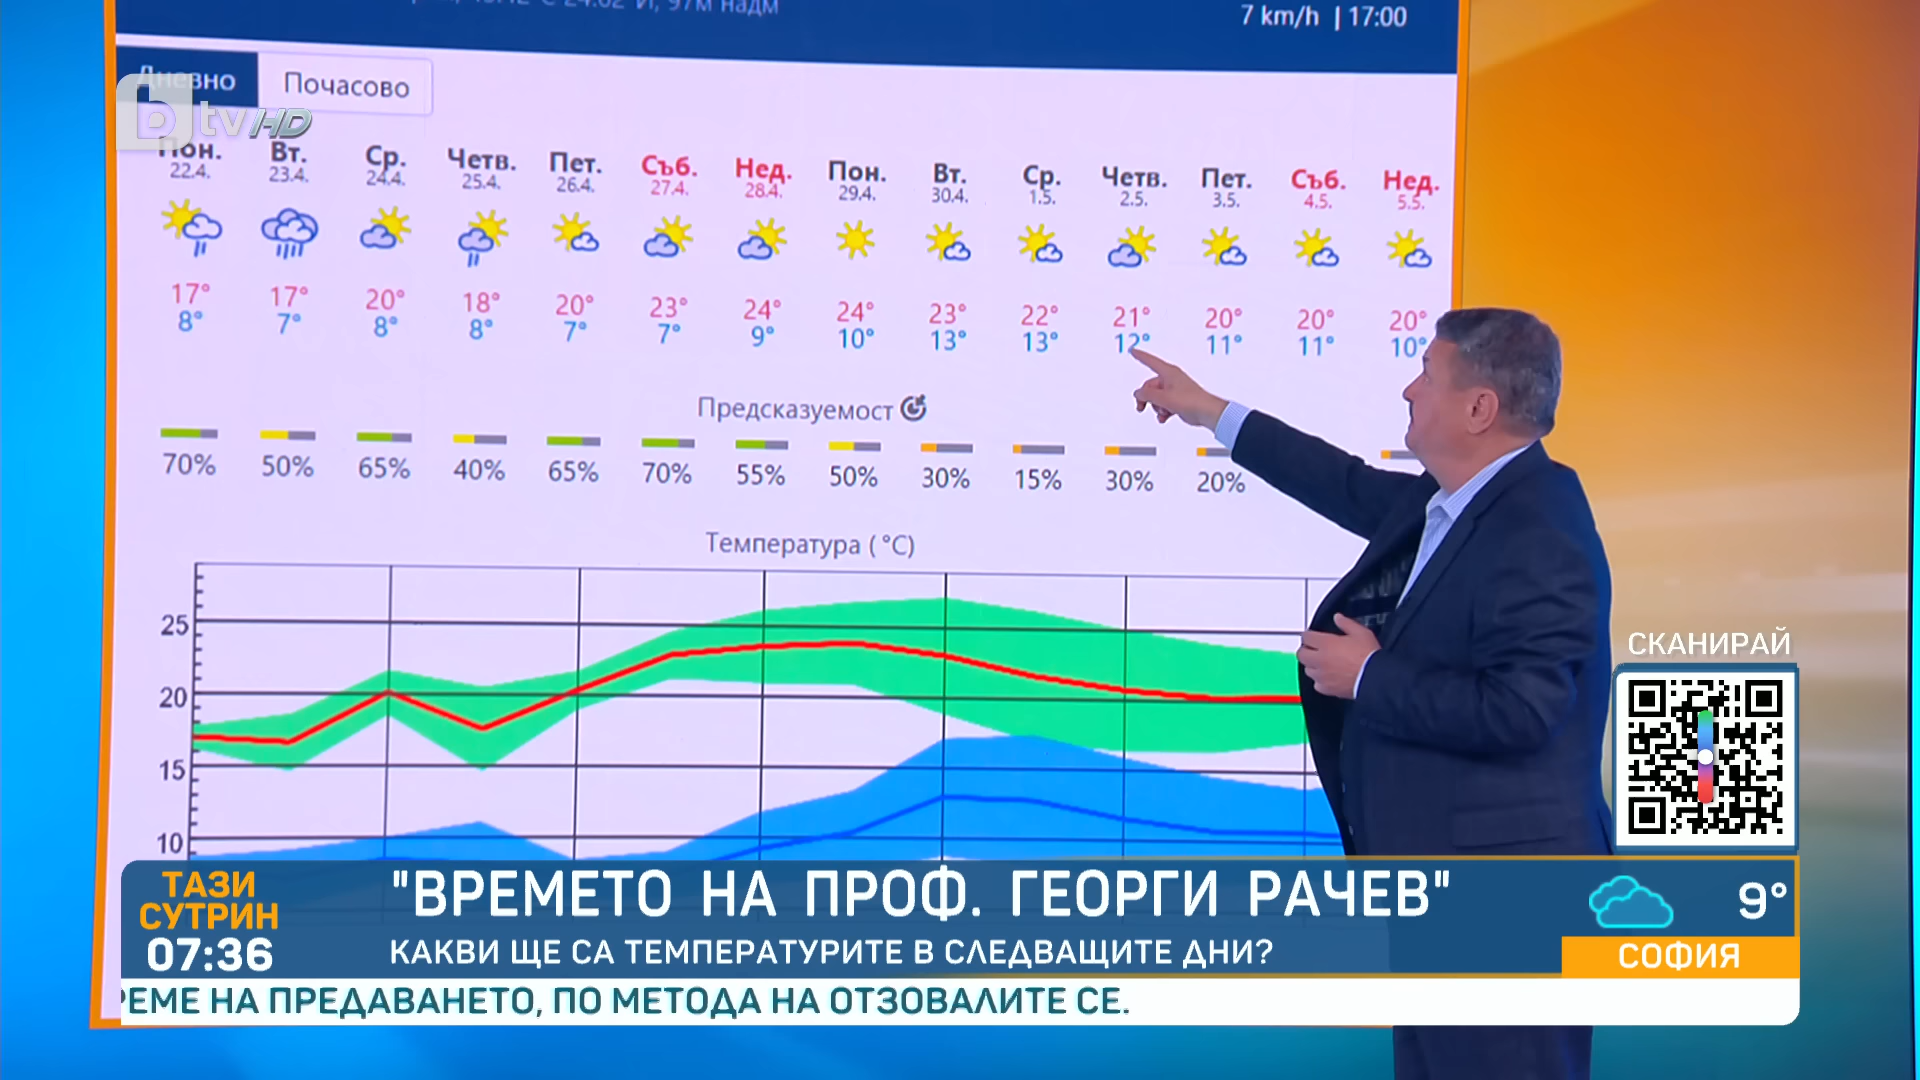 97м надм
7 km/h | 17:00
Дневно Почасово
btv HD
Пон. Вт. Ср. Четв. Пет. Съб. Нед. Пон. Вт. Ср. Четв. Пет. Съб. Нед.
22.4. 23.4. 24.4. 25.4. 26.4. 27.4. 28.4. 29.4. 30.4. 1.5. 2.5. 3.5. 4.5. 5.5.
17° 17° 20° 18° 20° 23° 24° 24° 23° 22° 21° 20° 20° 20°
8° 7° 8° 8° 7° 7° 9° 10° 13° 13° 12° 11° 11° 10°
Предсказуемост
70% 50% 65% 40% 65% 70% 55% 50% 30% 15% 30% 20%
Температура ( °C)
25
20
15
10
СКАНИРАЙ
ТАЗИ СУТРИН
07:36
"ВРЕМЕТО НА ПРОФ. ГЕОРГИ РАЧЕВ"
КАКВИ ЩЕ СА ТЕМПЕРАТУРИТЕ В СЛЕДВАЩИТЕ ДНИ?
9°
СОФИЯ
РЕМЕ НА ПРЕДАВАНЕТО, ПО МЕТОДА НА ОТЗОВАЛИТЕ СЕ.